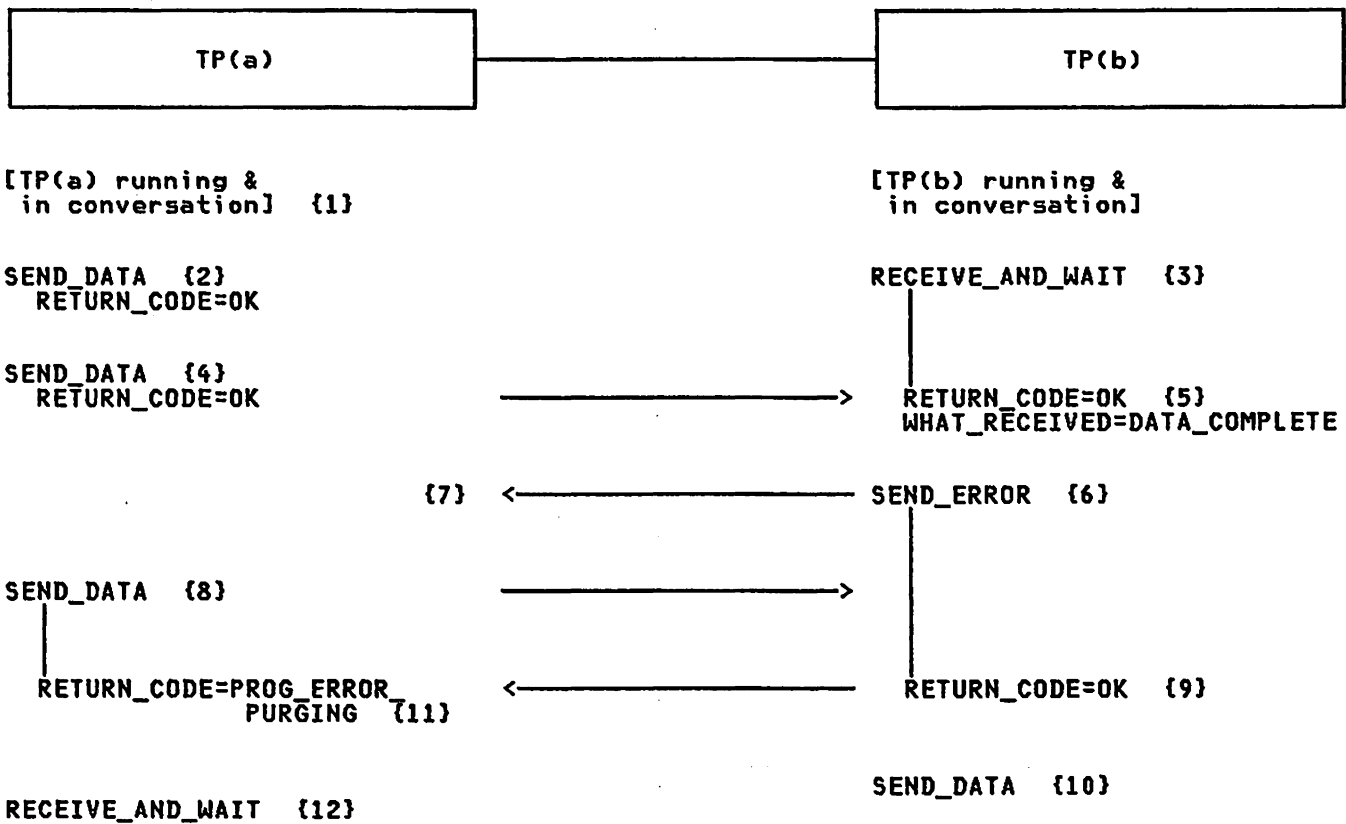 TP(a) TP(b)
[TP(a) running & [TP(b) running &
in conversation] {1} in conversation]
SEND_DATA {2} RECEIVE_AND_WAIT {3}
RETURN_CODE=OK
SEND_DATA {4}
RETURN_CODE=OK RETURN_CODE=OK {5}
WHAT_RECEIVED=DATA_COMPLETE
{7} SEND_ERROR {6}
SEND_DATA {8}
RETURN_CODE=PROG_ERROR_ RETURN_CODE=OK {9}
PURGING {11}
SEND_DATA {10}
RECEIVE_AND_WAIT {12}